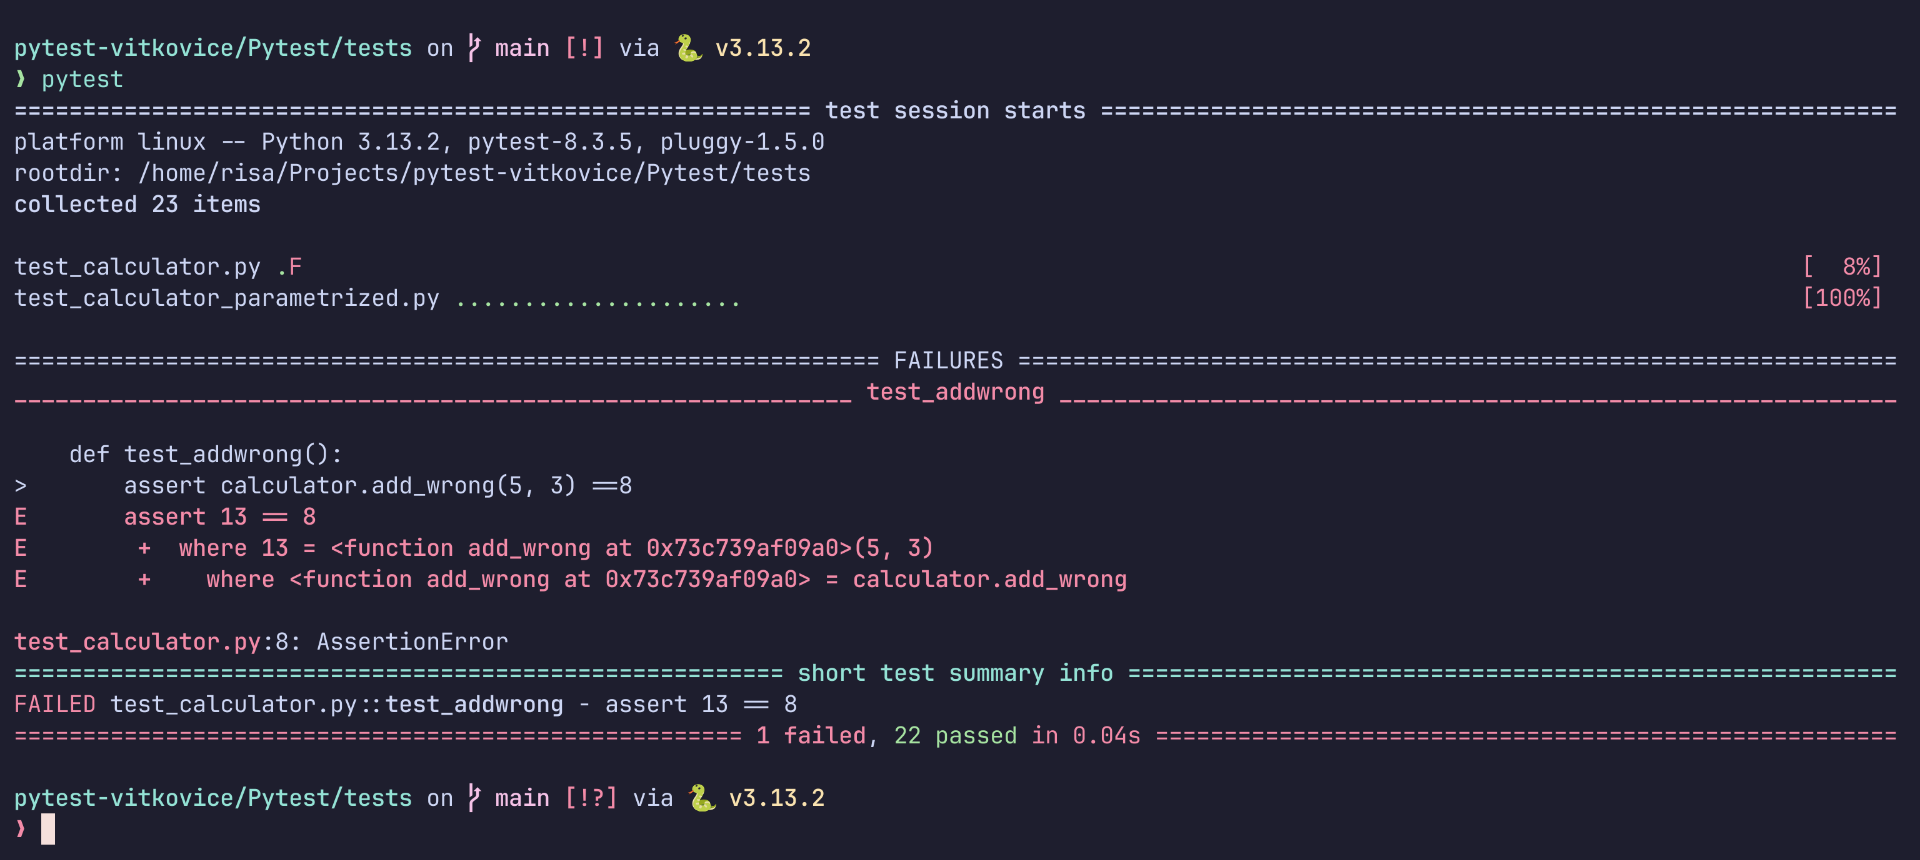 pytest-vitkovice/Pytest/tests on main [!] via 🐍 v3.13.2
❱ pytest
========================================================== test session starts ==========================================================
platform linux -- Python 3.13.2, pytest-8.3.5, pluggy-1.5.0
rootdir: /home/risa/Projects/pytest-vitkovice/Pytest/tests
collected 23 items

test_calculator.py .F [  8%]
test_calculator_parametrized.py ..................... [100%]

=============================================================== FAILURES ================================================================
_____________________________________________________________ test_addwrong _____________________________________________________________

    def test_addwrong():
>       assert calculator.add_wrong(5, 3) ==8
E       assert 13 == 8
E        +  where 13 = <function add_wrong at 0x73c739af09a0>(5, 3)
E        +    where <function add_wrong at 0x73c739af09a0> = calculator.add_wrong

test_calculator.py:8: AssertionError
======================================================== short test summary info ========================================================
FAILED test_calculator.py::test_addwrong - assert 13 == 8
===================================================== 1 failed, 22 passed in 0.04s ======================================================

pytest-vitkovice/Pytest/tests on main [!?] via 🐍 v3.13.2
❱